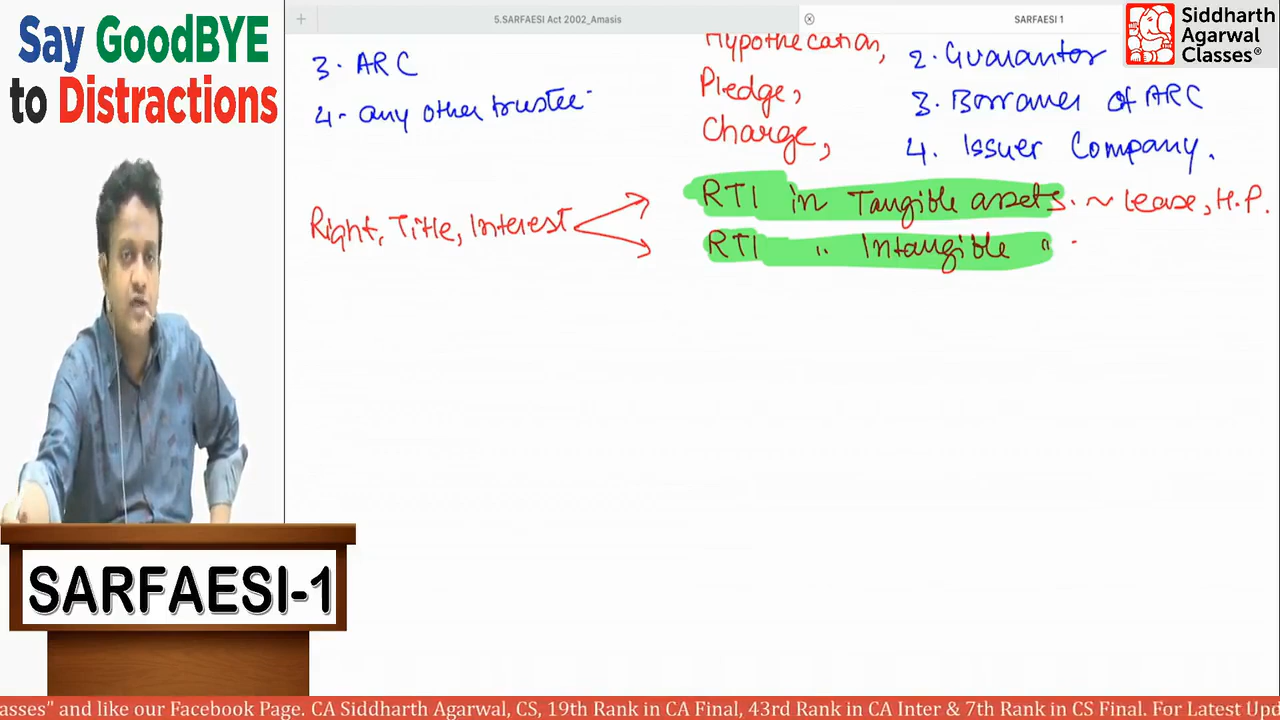 Say GoodBYE
to Distractions
5.SARFAESI Act 2002_Amasis
SARFAESI 1
Siddharth
Agarwal
Classes®
3. ARC
4. any other trustee
Hypothecation,
Pledge,
Charge,
2. Guarantor
3. Borrower of ARC
4. Issuer Company.
Right, Title, Interest
RTI in Tangible assets. ~ Lease, H.P.
RTI " Intangible "
SARFAESI-1
asses" and like our Facebook Page. CA Siddharth Agarwal, CS, 19th Rank in CA Final, 43rd Rank in CA Inter & 7th Rank in CS Final. For Latest Upd